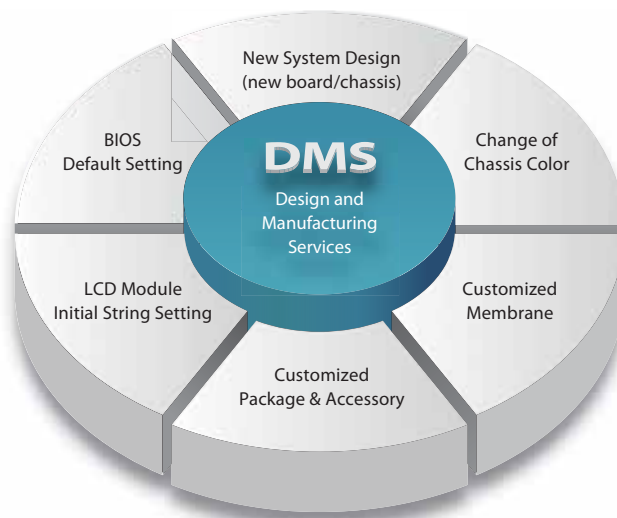 New System Design
(new board/chassis)
BIOS
Default Setting
Change of
Chassis Color
DMS
Design and
Manufacturing
Services
LCD Module
Initial String Setting
Customized
Membrane
Customized
Package & Accessory